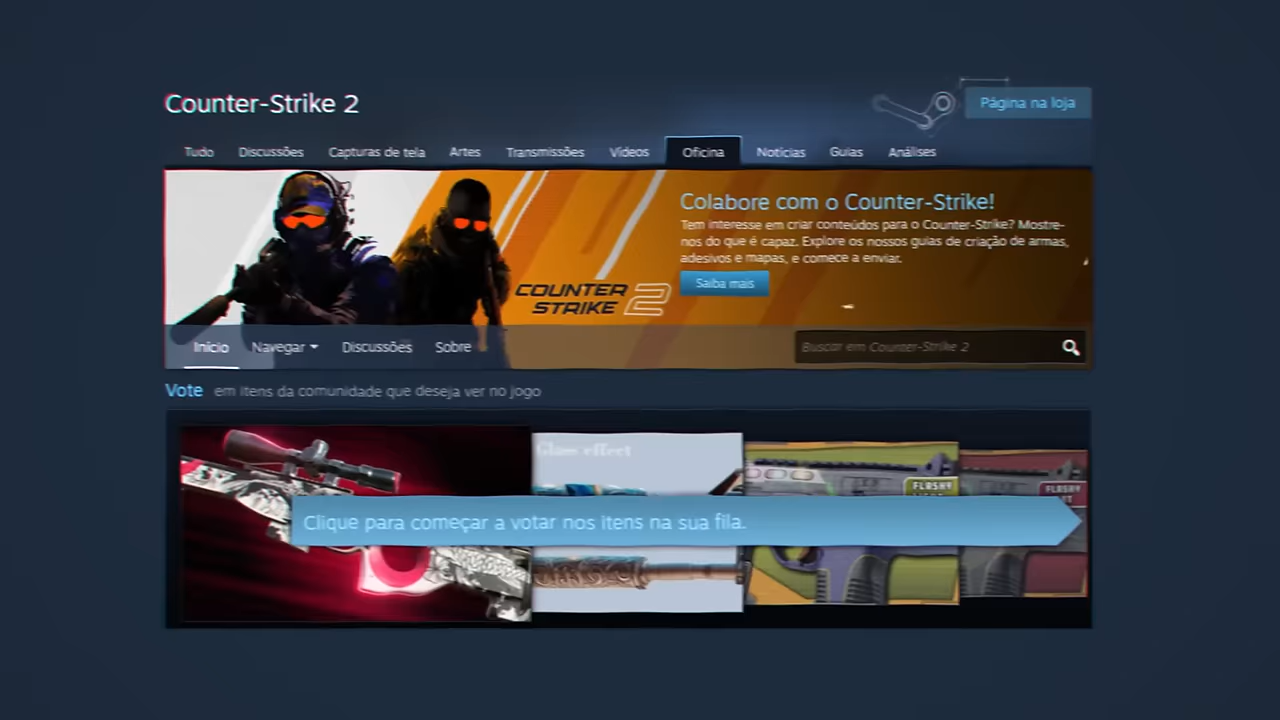 Counter-Strike 2
Página na loja
Tudo Discussões Capturas de tela Artes Transmissões Vídeos Oficina Notícias Guias Análises
Colabore com o Counter-Strike!
Tem interesse em criar conteúdos para o Counter-Strike? Mostre-
nos do que é capaz. Explore os nossos guias de criação de armas,
adesivos e mapas, e comece a enviar.
Saiba mais
COUNTER
STRIKE 2
Início Navegar Discussões Sobre
Buscar em Counter-Strike 2
Vote em itens da comunidade que deseja ver no jogo
Glass effect
FLASHY
FLASHY
Clique para começar a votar nos itens na sua fila.